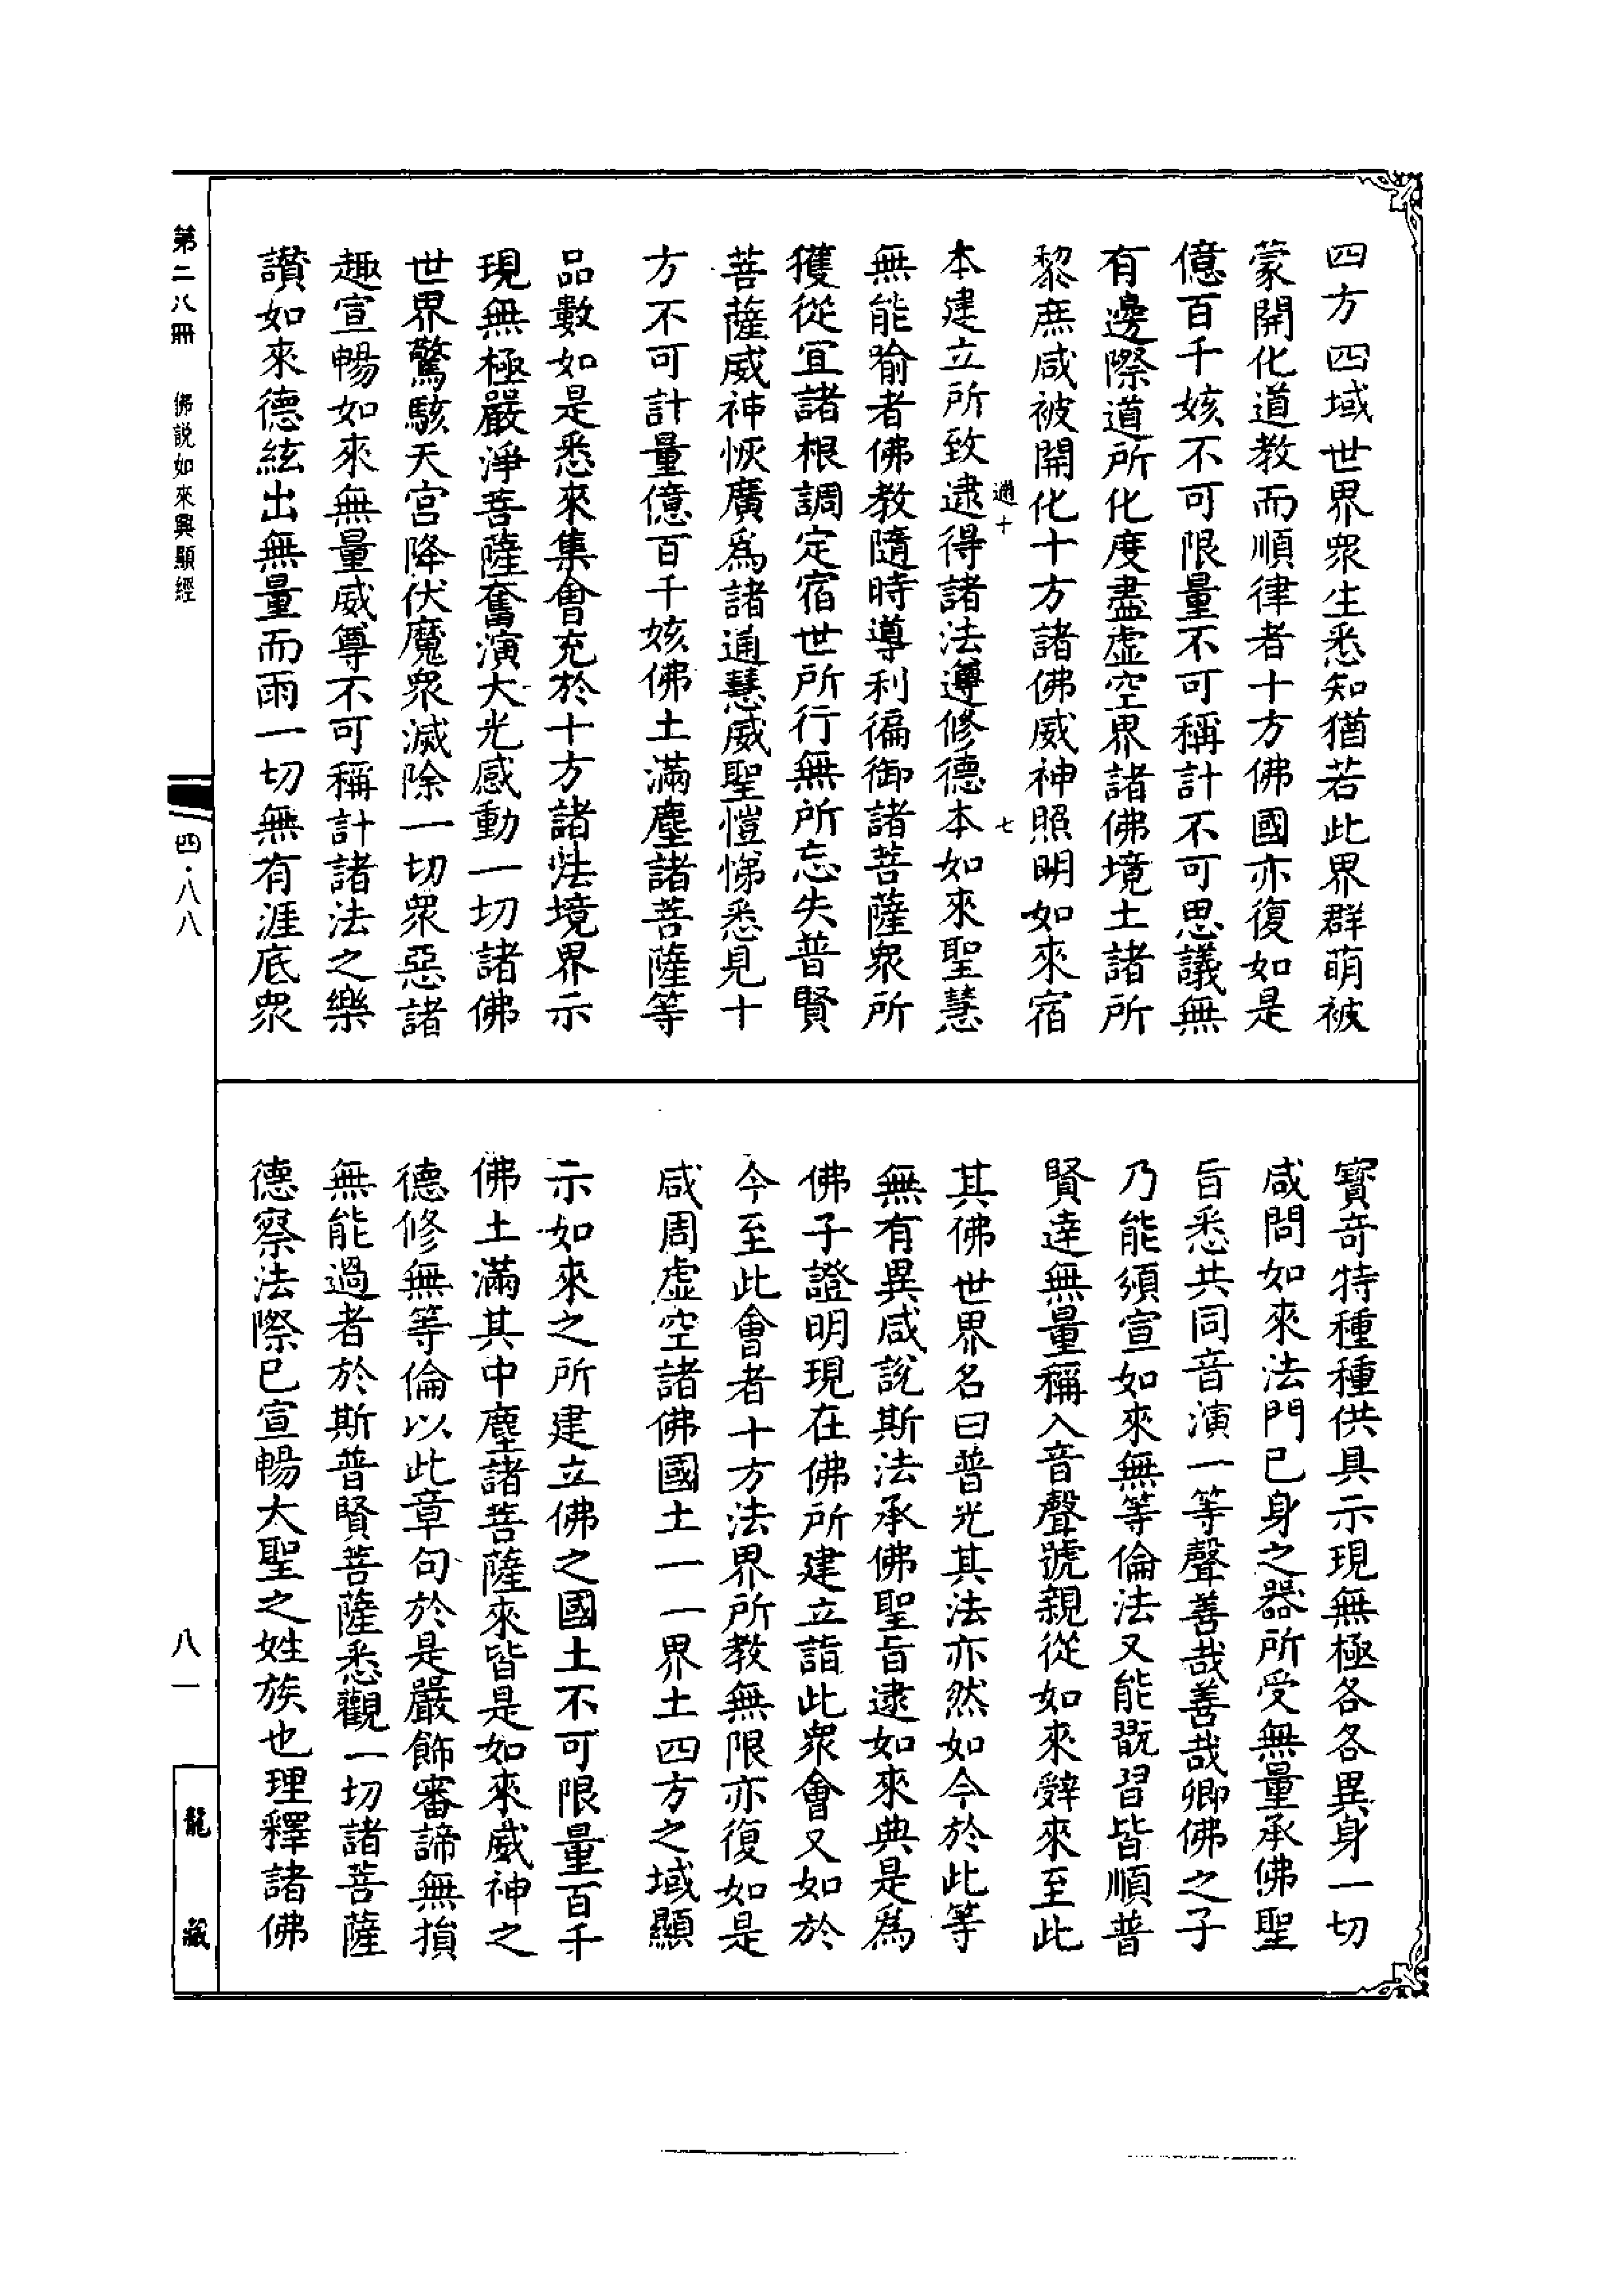 四方四域世界衆生悉知猶若此界群萌被
蒙開化道教而順律者十方佛國亦復如是
億百千姟不可限量不可稱計不可思議無
有邊際道所化度盡虛空界諸佛境土諸所
黎庶咸被開化十方諸佛威神照明如來宿
遄十 七
本建立所致逮得諸法遵修德本如來聖慧
無能喻者佛教隨時導利徧御諸菩薩衆所
獲從宜諸根調定宿世所行無所忘失普賢
菩薩威神恢廣爲諸通慧威聖愷悌悉見十
方不可計量億百千姟佛土滿塵諸菩薩等
品數如是悉來集會充於十方諸法境界示
現無極嚴淨菩薩奮演大光感動一切諸佛
世界驚駭天宮降伏魔衆滅除一切衆惡諸
趣宣暢如來無量威尊不可稱計諸法之樂
讚如來德絃出無量而雨一切無有涯底衆
寶奇特種種供具示現無極各各異身一切
咸問如來法門已身之器所受無量承佛聖
旨悉共同音演一等聲善哉善哉卿佛之子
乃能須宣如來無等倫法又能翫習皆順普
賢達無量稱入音聲號親從如來辤來至此
其佛世界名曰普光其法亦然如今於此等
無有異咸說斯法承佛聖旨逮如來典是爲
佛子證明現在佛所建立詣此衆會又如於
今至此會者十方法界所教無限亦復如是
咸周虛空諸佛國土一一界土四方之域顯
示如來之所建立佛之國土不可限量百千
佛土滿其中塵諸菩薩來皆是如來威神之
德修無等倫以此章句於是嚴飾審諦無損
無能過者於斯普賢菩薩悉觀一切諸菩薩
德察法際已宣暢大聖之姓族也理釋諸佛
第二八冊 佛說如來興顯經
四·八八
八一
龍藏